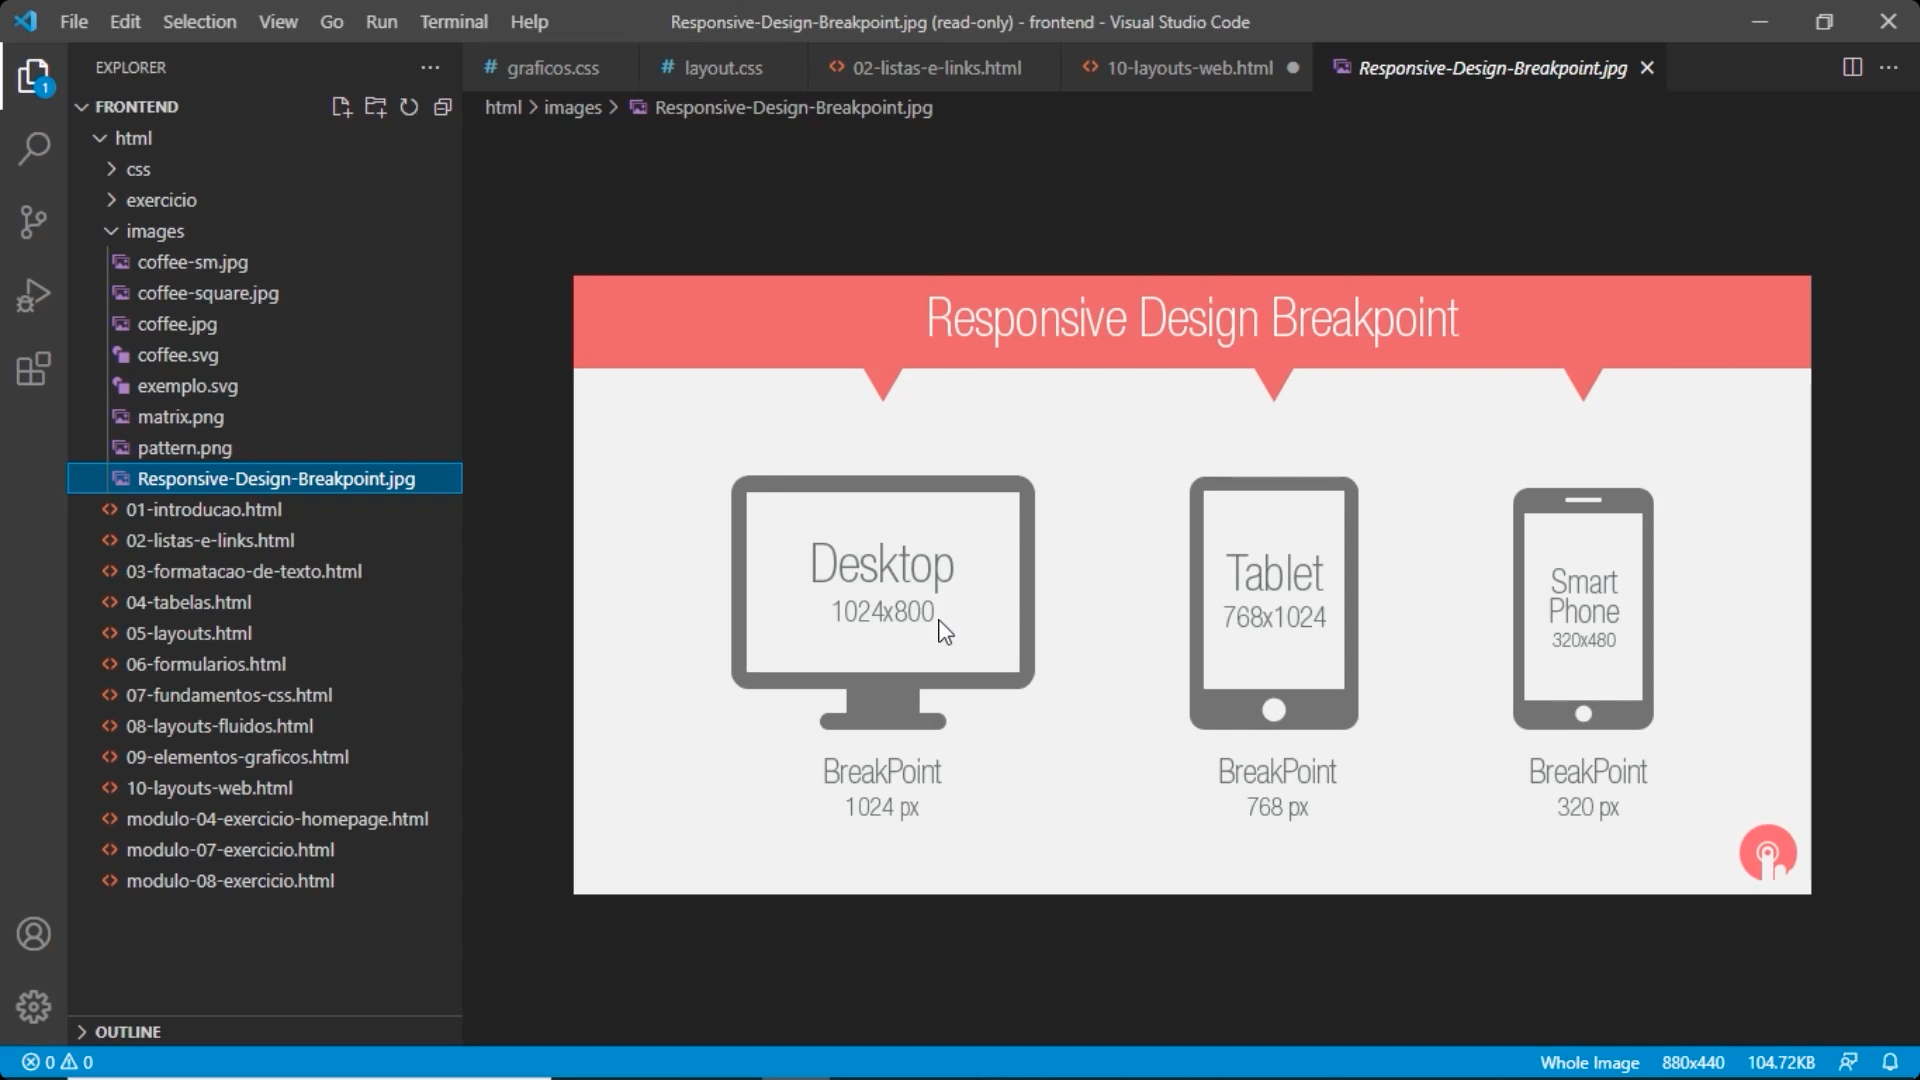 File Edit Selection View Go Run Terminal Help
Responsive-Design-Breakpoint.jpg (read-only) - frontend - Visual Studio Code
1
EXPLORER
FRONTEND
html
css
exercicio
images
coffee-sm.jpg
coffee-square.jpg
coffee.jpg
coffee.svg
exemplo.svg
matrix.png
pattern.png
Responsive-Design-Breakpoint.jpg
01-introducao.html
02-listas-e-links.html
03-formatacao-de-texto.html
04-tabelas.html
05-layouts.html
06-formularios.html
07-fundamentos-css.html
08-layouts-fluidos.html
09-elementos-graficos.html
10-layouts-web.html
modulo-04-exercicio-homepage.html
modulo-07-exercicio.html
modulo-08-exercicio.html
OUTLINE
# graficos.css
# layout.css
02-listas-e-links.html
10-layouts-web.html
Responsive-Design-Breakpoint.jpg
html > images > Responsive-Design-Breakpoint.jpg
Responsive Design Breakpoint
Desktop
1024x800
BreakPoint
1024 px
Tablet
768x1024
BreakPoint
768 px
Smart
Phone
320x480
BreakPoint
320 px
0 0
Whole Image 880x440 104.72KB